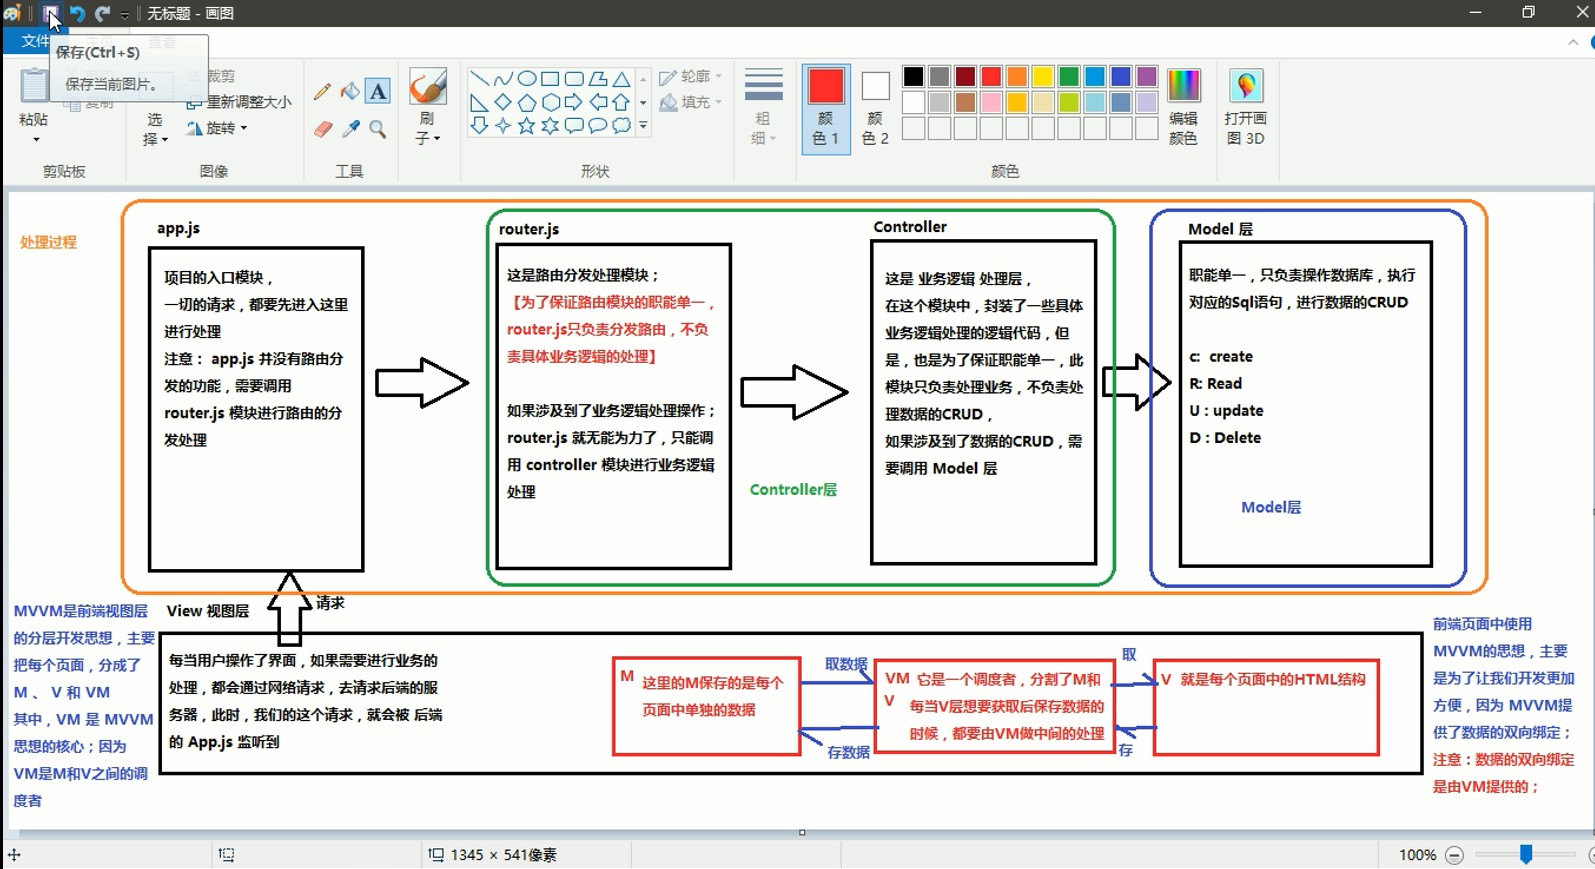 无标题 - 画图
文件
查看
保存(Ctrl+S)
保存当前图片。
粘贴
复制
剪贴板
选
择
裁剪
重新调整大小
旋转
图像
A
工具
刷
子
轮廓
填充
形状
粗
细
颜
色 1
颜
色 2
编辑
颜色
颜色
打开画
图 3D
处理过程
app.js
项目的入口模块，
一切的请求，都要先进入这里
进行处理
注意： app.js 并没有路由分
发的功能，需要调用
router.js 模块进行路由的分
发处理
router.js
这是路由分发处理模块；
【为了保证路由模块的职能单一，
router.js只负责分发路由，不负
责具体业务逻辑的处理】
如果涉及到了业务逻辑处理操作；
router.js 就无能为力了，只能调
用 controller 模块进行业务逻辑
处理
Controller层
Controller
这是 业务逻辑 处理层，
在这个模块中，封装了一些具体
业务逻辑处理的逻辑代码，但
是，也是为了保证职能单一，此
模块只负责处理业务，不负责处
理数据的CRUD，
如果涉及到了数据的CRUD，需
要调用 Model 层
Model 层
职能单一，只负责操作数据库，执行
对应的Sql语句，进行数据的CRUD
c: create
R: Read
U : update
D : Delete
Model层
MVVM是前端视图层
的分层开发思想，主要
把每个页面，分成了
M 、 V 和 VM
其中，VM 是 MVVM
思想的核心；因为
VM是M和V之间的调
度者
View 视图层
请求
每当用户操作了界面，如果需要进行业务的
处理，都会通过网络请求，去请求后端的服
务器，此时，我们的这个请求，就会被 后端
的 App.js 监听到
M 这里的M保存的是每个
页面中单独的数据
取数据
存数据
VM 它是一个调度者，分割了M和
V 每当V层想要获取后保存数据的
时候，都要由VM做中间的处理
取
存
V 就是每个页面中的HTML结构
前端页面中使用
MVVM的思想，主要
是为了让我们开发更加
方便，因为 MVVM提
供了数据的双向绑定；
注意：数据的双向绑定
是由VM提供的；
1345 × 541像素
100%